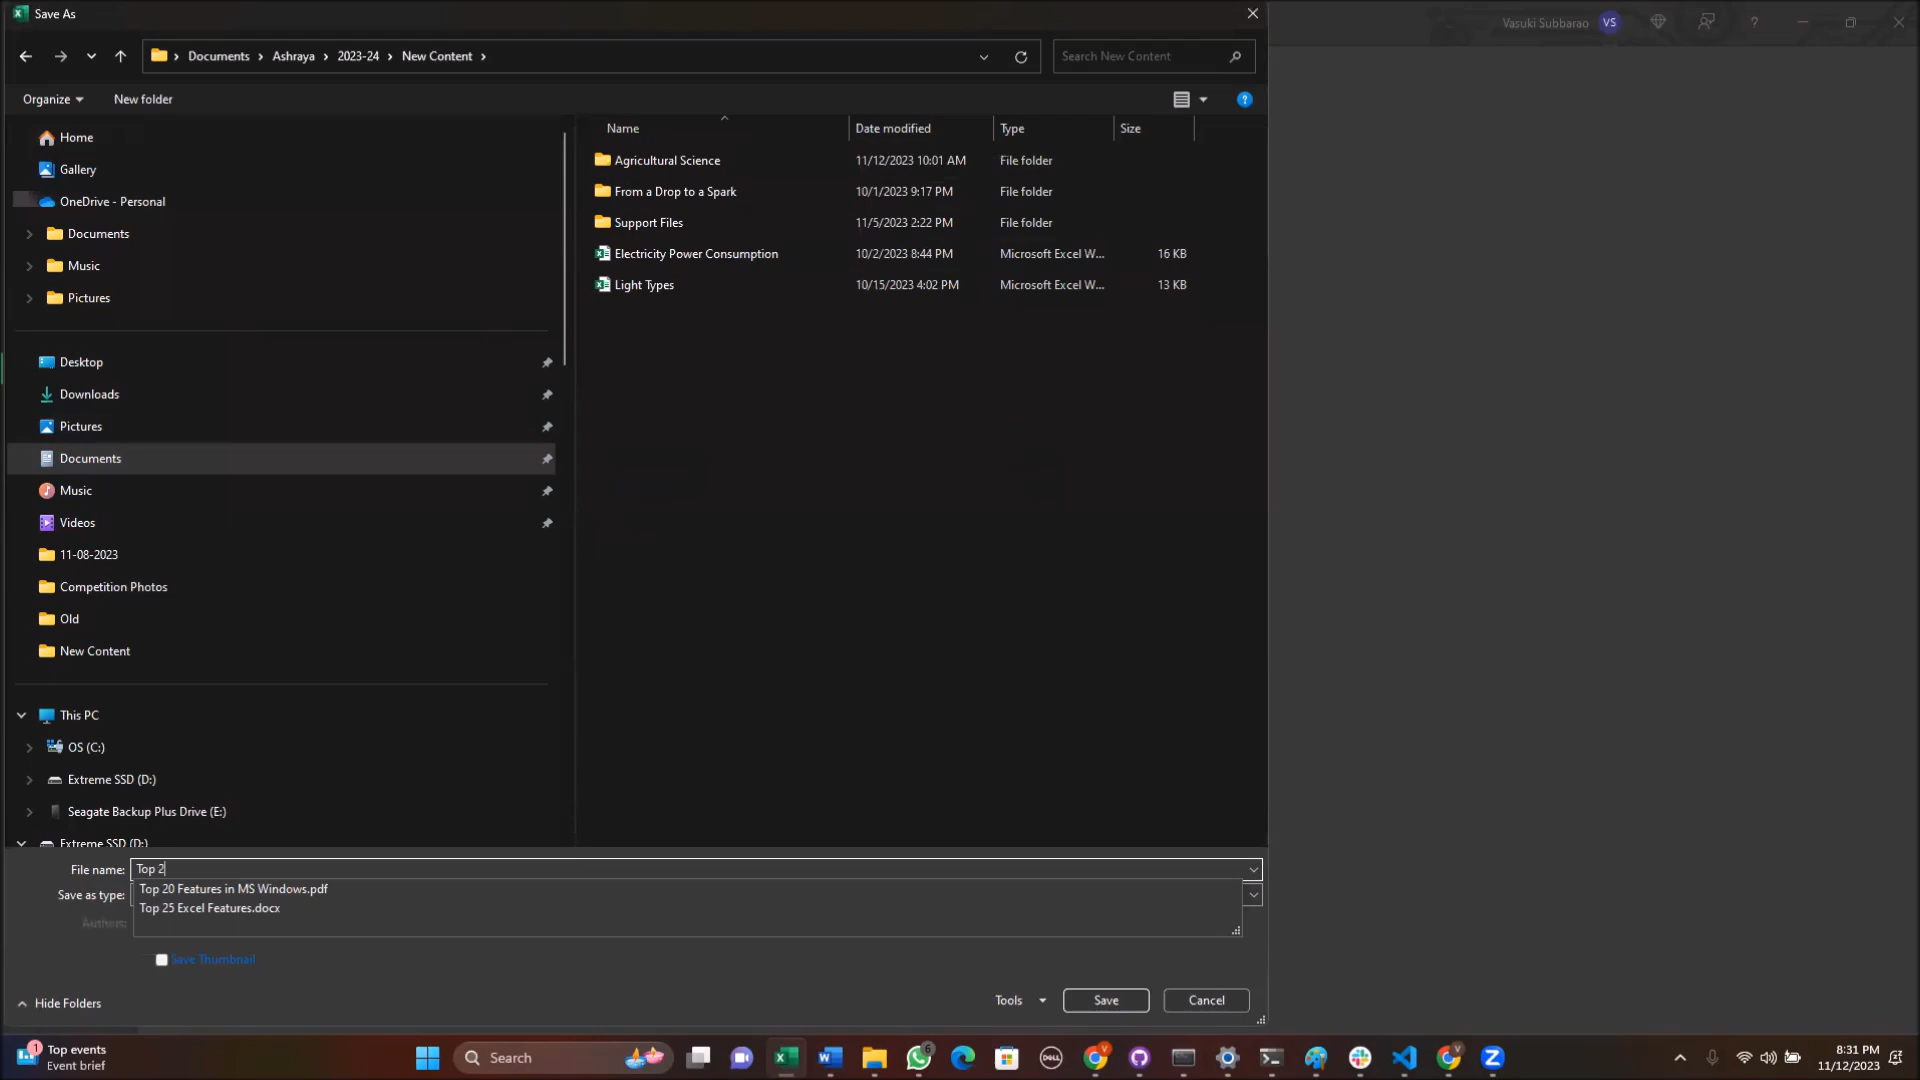 Save As
Vasuki Subbarao VS
Documents Ashraya 2023-24 New Content
Search New Content
Organize New folder
Name Date modified Type Size
Home
Gallery
OneDrive - Personal
Documents
Music
Pictures
Desktop
Downloads
Pictures
Documents
Music
Videos
11-08-2023
Competition Photos
Old
New Content
This PC
OS (C:)
Extreme SSD (D:)
Seagate Backup Plus Drive (E:)
Extreme SSD (D:)
Agricultural Science 11/12/2023 10:01 AM File folder
From a Drop to a Spark 10/1/2023 9:17 PM File folder
Support Files 11/5/2023 2:22 PM File folder
Electricity Power Consumption 10/2/2023 8:44 PM Microsoft Excel W... 16 KB
Light Types 10/15/2023 4:02 PM Microsoft Excel W... 13 KB
File name: Top 2
Top 20 Features in MS Windows.pdf
Save as type:
Top 25 Excel Features.docx
Authors:
Save Thumbnail
Hide Folders
Tools Save Cancel
1 Top events
Event brief
Search
6
DELL
V
V
8:31 PM
11/12/2023